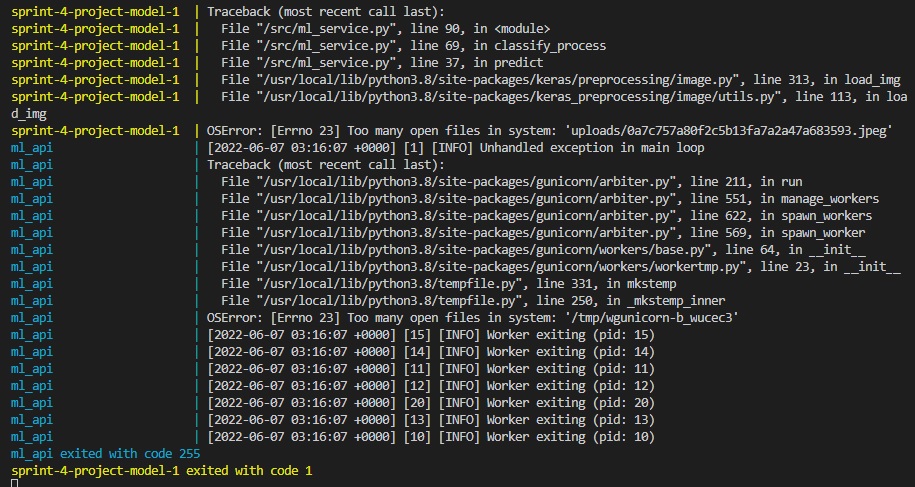 sprint-4-project-model-1  | Traceback (most recent call last):
sprint-4-project-model-1  |   File "/src/ml_service.py", line 90, in <module>
sprint-4-project-model-1  |   File "/src/ml_service.py", line 69, in classify_process
sprint-4-project-model-1  |   File "/src/ml_service.py", line 37, in predict
sprint-4-project-model-1  |   File "/usr/local/lib/python3.8/site-packages/keras/preprocessing/image.py", line 313, in load_img
sprint-4-project-model-1  |   File "/usr/local/lib/python3.8/site-packages/keras_preprocessing/image/utils.py", line 113, in loa
d_img
sprint-4-project-model-1  | OSError: [Errno 23] Too many open files in system: 'uploads/0a7c757a80f2c5b13fa7a2a47a683593.jpeg'
ml_api                    | [2022-06-07 03:16:07 +0000] [1] [INFO] Unhandled exception in main loop
ml_api                    | Traceback (most recent call last):
ml_api                    |   File "/usr/local/lib/python3.8/site-packages/gunicorn/arbiter.py", line 211, in run
ml_api                    |   File "/usr/local/lib/python3.8/site-packages/gunicorn/arbiter.py", line 551, in manage_workers
ml_api                    |   File "/usr/local/lib/python3.8/site-packages/gunicorn/arbiter.py", line 622, in spawn_workers
ml_api                    |   File "/usr/local/lib/python3.8/site-packages/gunicorn/arbiter.py", line 569, in spawn_worker
ml_api                    |   File "/usr/local/lib/python3.8/site-packages/gunicorn/workers/base.py", line 64, in __init__
ml_api                    |   File "/usr/local/lib/python3.8/site-packages/gunicorn/workers/workertmp.py", line 23, in __init__
ml_api                    |   File "/usr/local/lib/python3.8/tempfile.py", line 331, in mkstemp
ml_api                    |   File "/usr/local/lib/python3.8/tempfile.py", line 250, in _mkstemp_inner
ml_api                    | OSError: [Errno 23] Too many open files in system: '/tmp/wgunicorn-b_wucec3'
ml_api                    | [2022-06-07 03:16:07 +0000] [15] [INFO] Worker exiting (pid: 15)
ml_api                    | [2022-06-07 03:16:07 +0000] [14] [INFO] Worker exiting (pid: 14)
ml_api                    | [2022-06-07 03:16:07 +0000] [11] [INFO] Worker exiting (pid: 11)
ml_api                    | [2022-06-07 03:16:07 +0000] [12] [INFO] Worker exiting (pid: 12)
ml_api                    | [2022-06-07 03:16:07 +0000] [20] [INFO] Worker exiting (pid: 20)
ml_api                    | [2022-06-07 03:16:07 +0000] [13] [INFO] Worker exiting (pid: 13)
ml_api                    | [2022-06-07 03:16:07 +0000] [10] [INFO] Worker exiting (pid: 10)
ml_api exited with code 255
sprint-4-project-model-1 exited with code 1